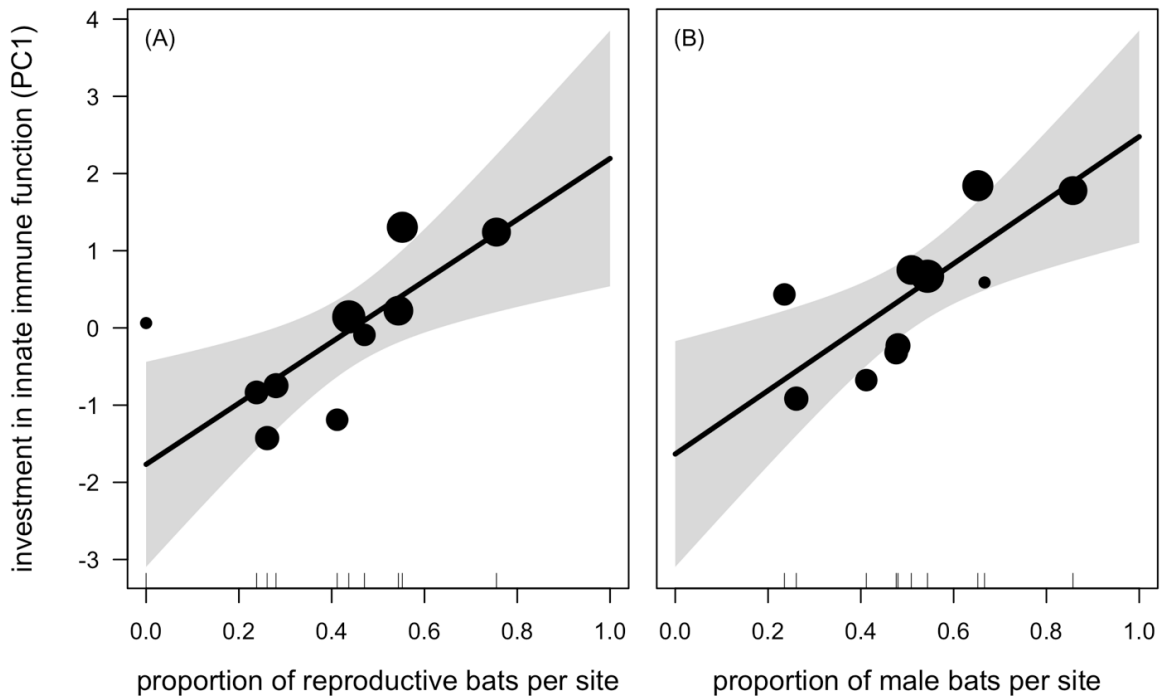 investment in innate immune function (PC1)
4
3
2
1
0
-1
-2
-3
(A)
0.0 0.2 0.4 0.6 0.8 1.0
proportion of reproductive bats per site
(B)
0.0 0.2 0.4 0.6 0.8 1.0
proportion of male bats per site